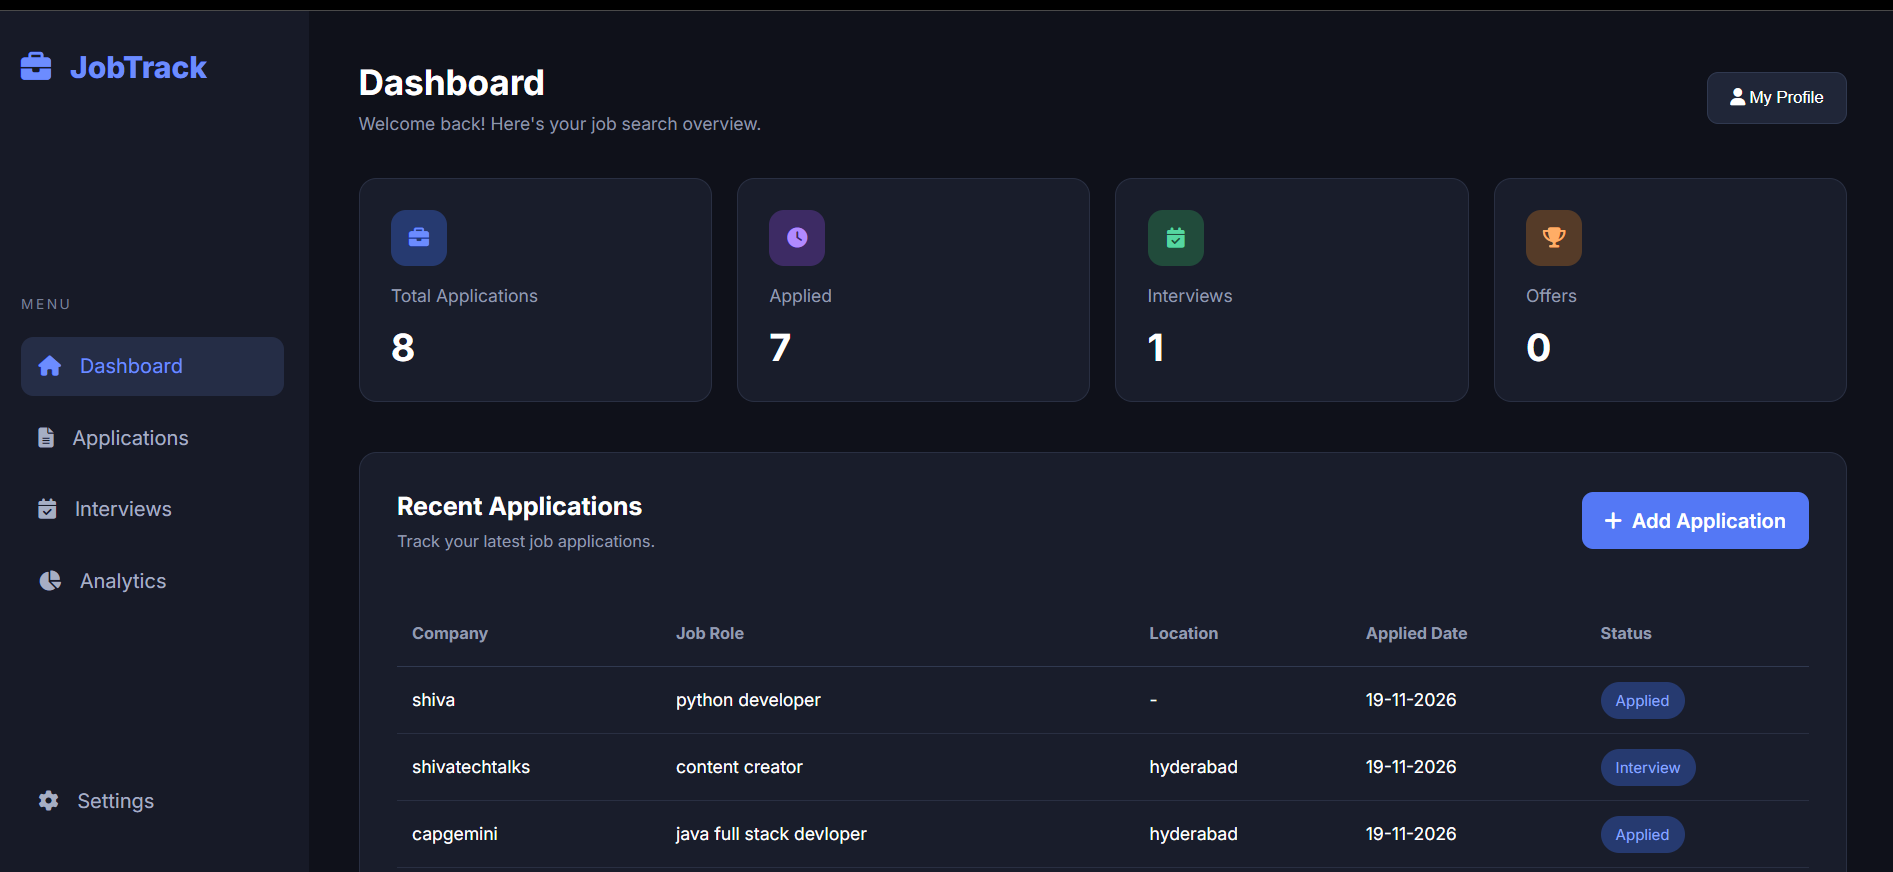 JobTrack
MENU
Dashboard
Applications
Interviews
Analytics
Settings
Dashboard
Welcome back! Here's your job search overview.
My Profile
Total Applications
8
Applied
7
Interviews
1
Offers
0
Recent Applications
Track your latest job applications.
+ Add Application
Company Job Role Location Applied Date Status
shiva python developer - 19-11-2026 Applied
shivatechtalks content creator hyderabad 19-11-2026 Interview
capgemini java full stack devloper hyderabad 19-11-2026 Applied